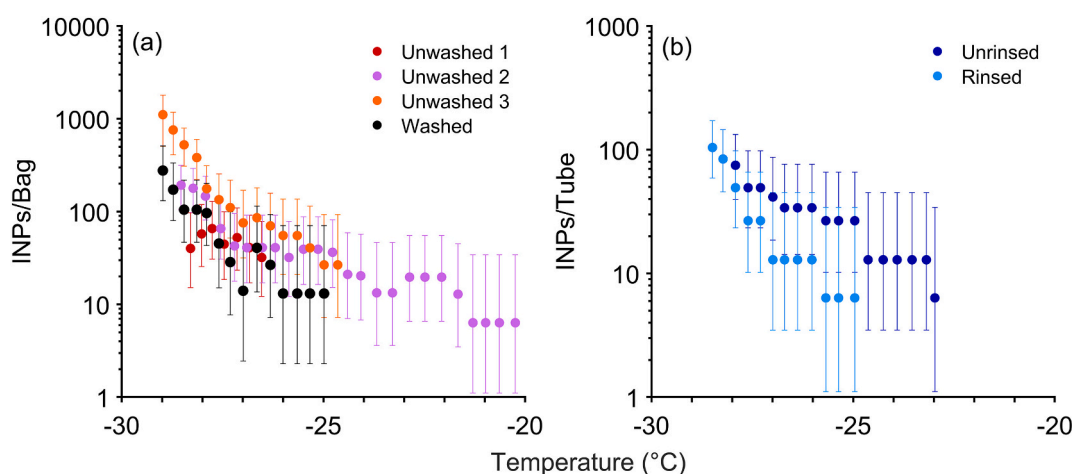 (a)
INPs/Bag
10000
1000
100
10
1
-30
-25
-20
Unwashed 1
Unwashed 2
Unwashed 3
Washed
(b)
INPs/Tube
1000
100
10
1
-30
-25
-20
Unrinsed
Rinsed
Temperature (°C)